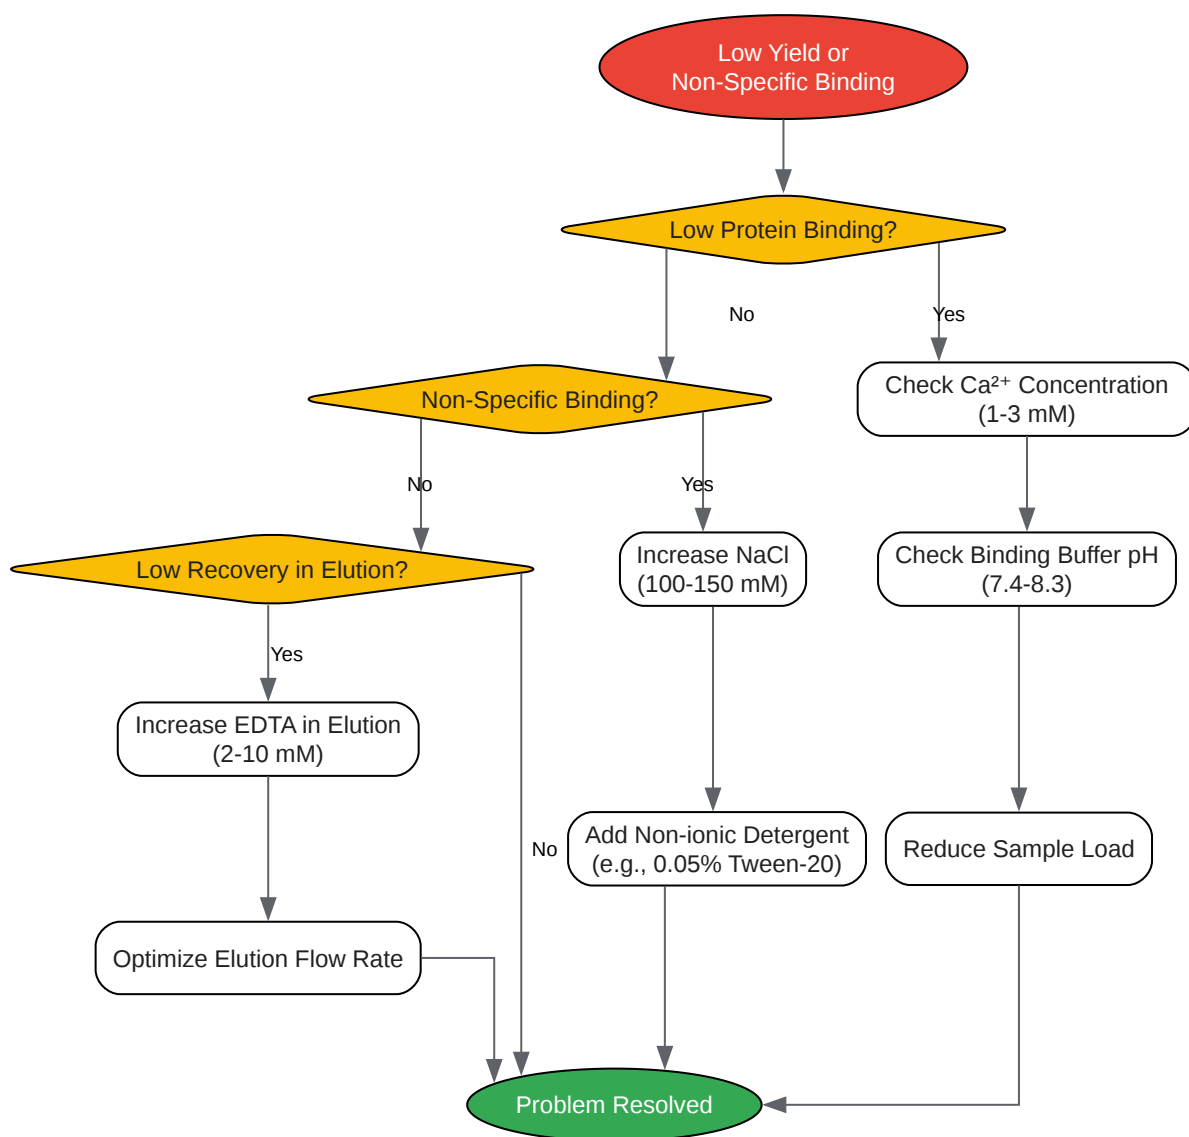 Low Yield or
Non-Specific Binding
Low Protein Binding?
No
Yes
Non-Specific Binding?
Check Ca²⁺ Concentration
(1-3 mM)
No
Yes
Low Recovery in Elution?
Increase NaCl
(100-150 mM)
Check Binding Buffer pH
(7.4-8.3)
Yes
Increase EDTA in Elution
(2-10 mM)
No
Add Non-ionic Detergent
(e.g., 0.05% Tween-20)
Reduce Sample Load
Optimize Elution Flow Rate
Problem Resolved